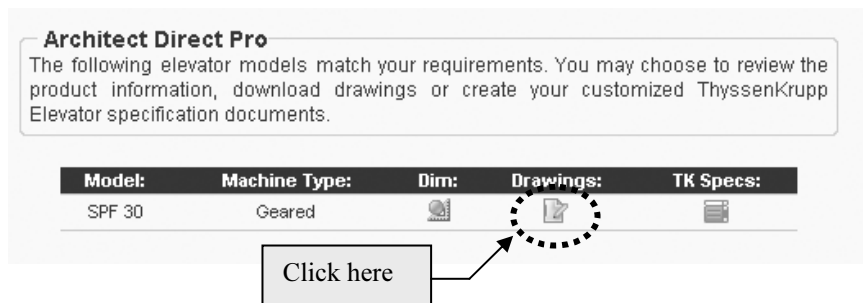 Architect Direct Pro
The following elevator models match your requirements. You may choose to review the
product information, download drawings or create your customized ThyssenKrupp
Elevator specification documents.
Model: Machine Type: Dim: Drawings: TK Specs:
SPF 30 Geared
Click here